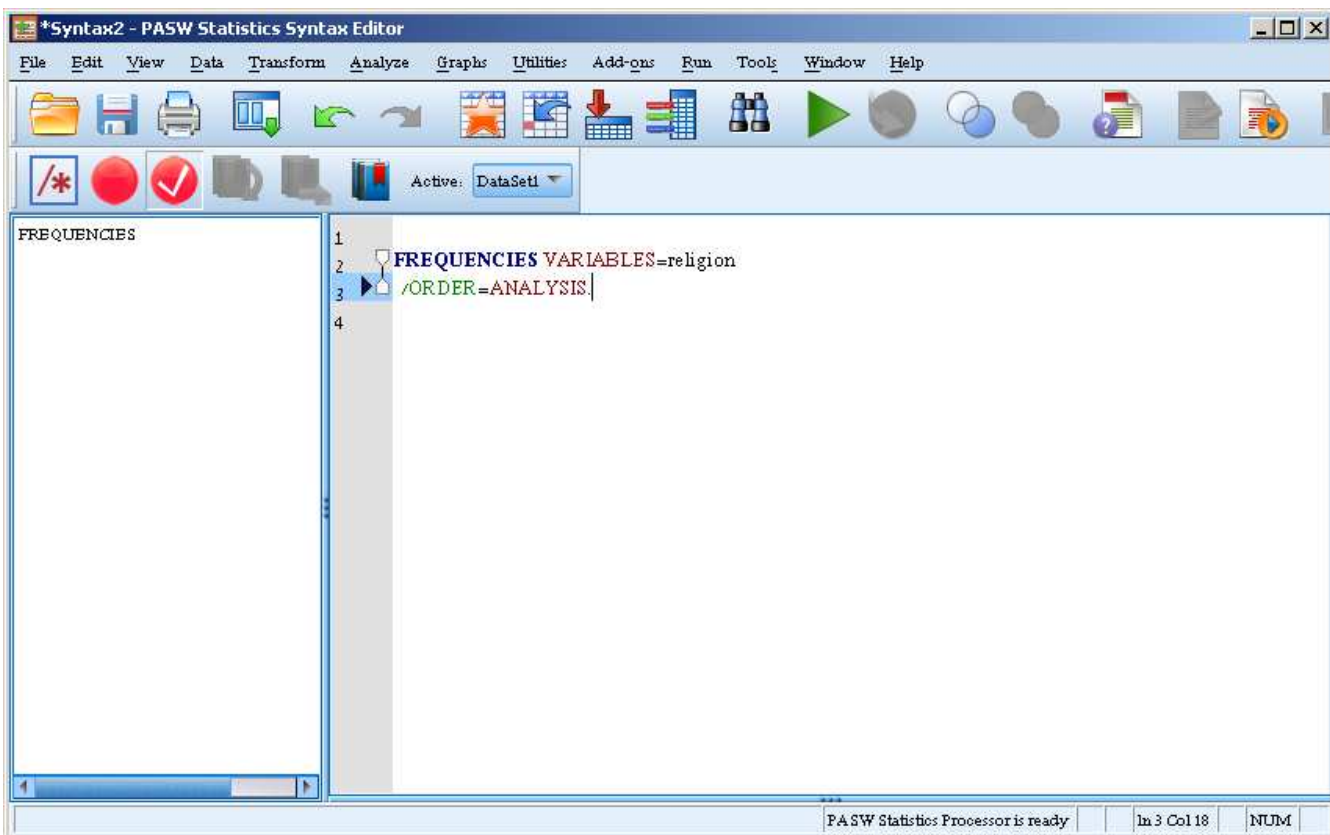 *Syntax2 - PASW Statistics Syntax Editor
File Edit View Data Transform Analyze Graphs Utilities Add-ons Run Tools Window Help
/* Active: DataSet1
FREQUENCIES
1
2 FREQUENCIES VARIABLES=religion
3 /ORDER=ANALYSIS.
4
PASW Statistics Processor is ready In 3 Col 18 NUM